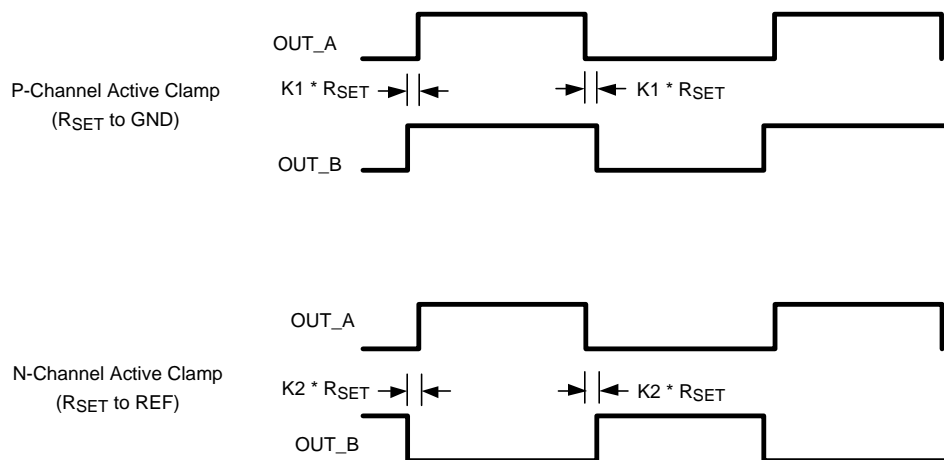 OUT_A
P-Channel Active Clamp
(RSET to GND)
K1 * RSET
K1 * RSET
OUT_B
OUT_A
N-Channel Active Clamp
(RSET to REF)
K2 * RSET
K2 * RSET
OUT_B